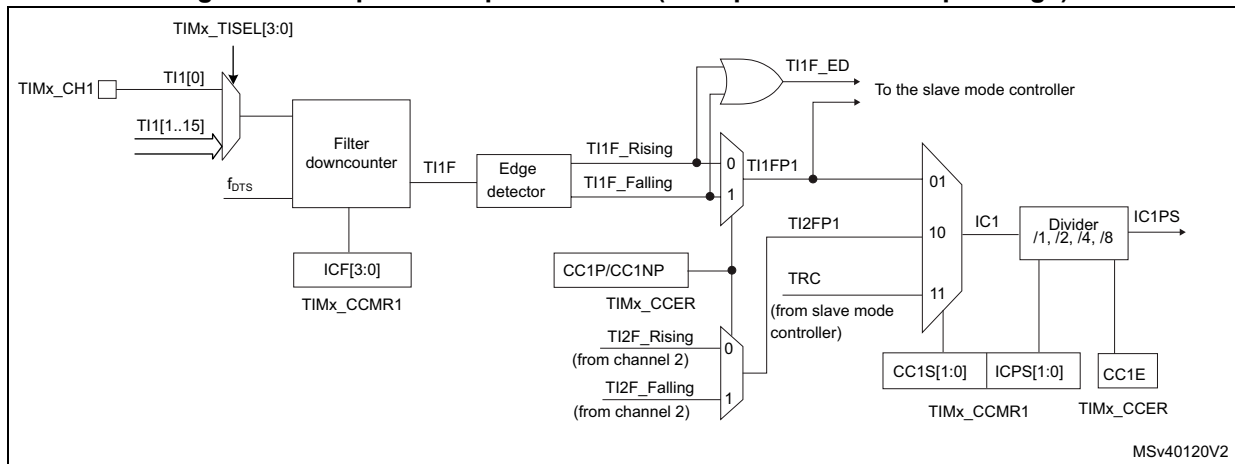 TIMx_TISEL[3:0]
TIMx_CH1
TI1[0]
TI1[1..15]
fDTS
Filter
downcounter
ICF[3:0]
TIMx_CCMR1
TI1F
Edge
detector
TI1F_Rising
TI1F_Falling
TI1F_ED
To the slave mode controller
0
1
TI1FP1
CC1P/CC1NP
TIMx_CCER
TI2F_Rising
(from channel 2)
TI2F_Falling
(from channel 2)
0
1
TI2FP1
TRC
(from slave mode
controller)
01
10
11
IC1
Divider
/1, /2, /4, /8
IC1PS
CC1S[1:0]
ICPS[1:0]
TIMx_CCMR1
CC1E
TIMx_CCER
MSv40120V2